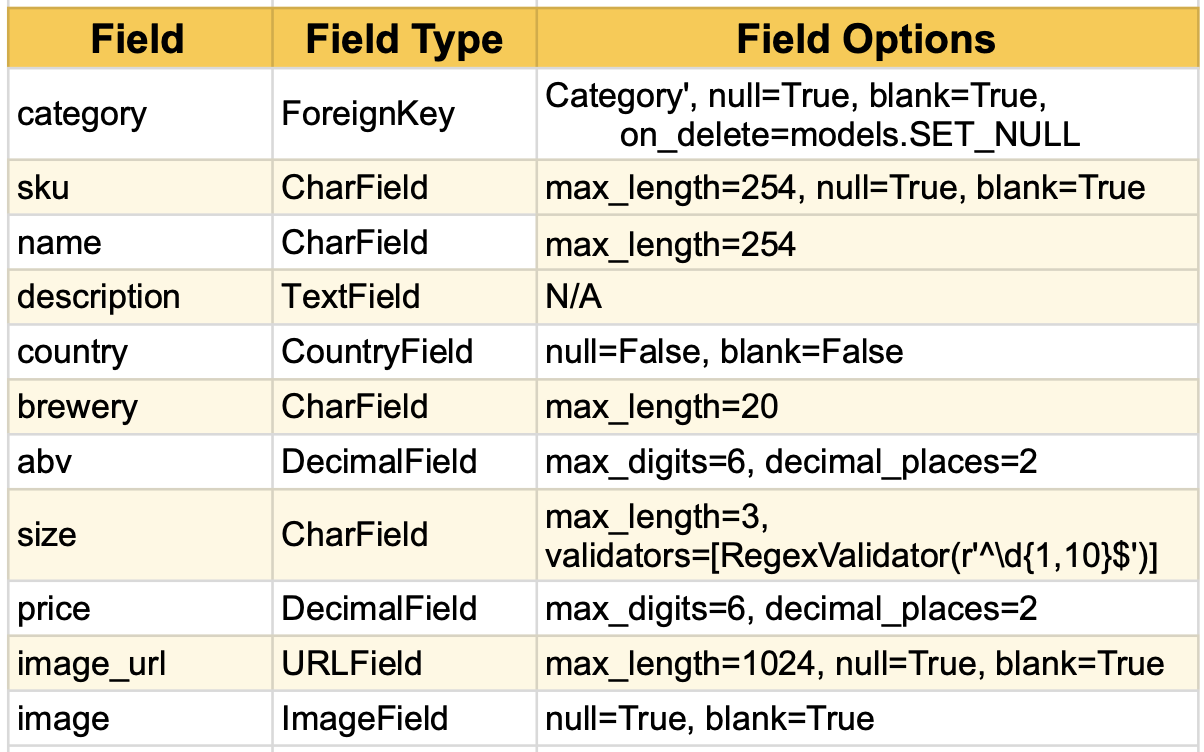 Field Field Type Field Options
category ForeignKey Category', null=True, blank=True,
on_delete=models.SET_NULL
sku CharField max_length=254, null=True, blank=True
name CharField max_length=254
description TextField N/A
country CountryField null=False, blank=False
brewery CharField max_length=20
abv DecimalField max_digits=6, decimal_places=2
size CharField max_length=3,
validators=[RegexValidator(r'^\d{1,10}$')]
price DecimalField max_digits=6, decimal_places=2
image_url URLField max_length=1024, null=True, blank=True
image ImageField null=True, blank=True